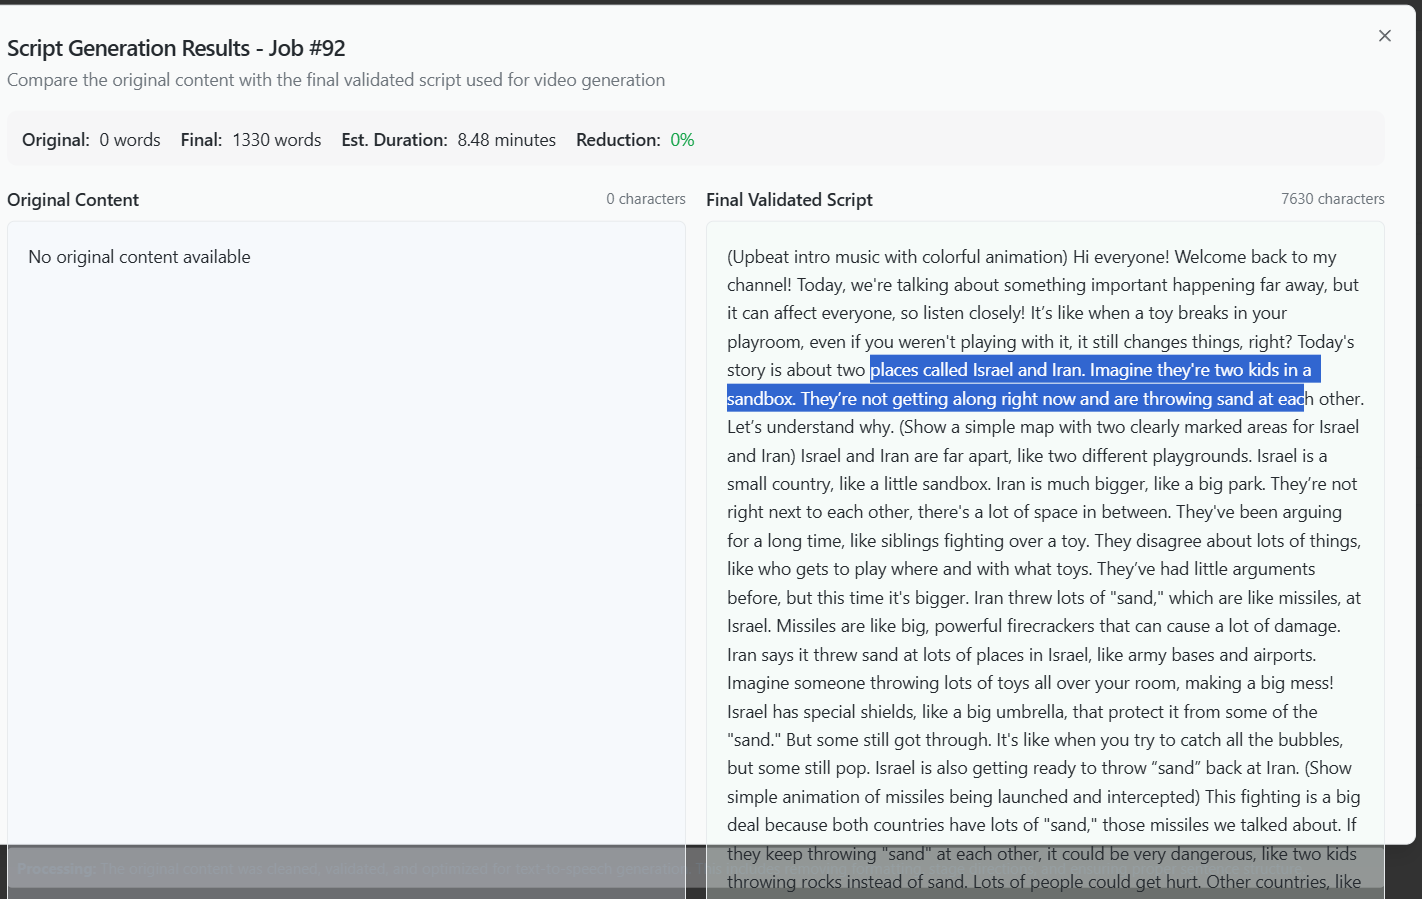 Script Generation Results - Job #92
Compare the original content with the final validated script used for video generation
Original: 0 words Final: 1330 words Est. Duration: 8.48 minutes Reduction: 0%
Original Content 0 characters
No original content available
Final Validated Script 7630 characters
(Upbeat intro music with colorful animation) Hi everyone! Welcome back to my
channel! Today, we're talking about something important happening far away, but
it can affect everyone, so listen closely! It’s like when a toy breaks in your
playroom, even if you weren't playing with it, it still changes things, right? Today's
story is about two places called Israel and Iran. Imagine they're two kids in a
sandbox. They’re not getting along right now and are throwing sand at each other.
Let’s understand why. (Show a simple map with two clearly marked areas for Israel
and Iran) Israel and Iran are far apart, like two different playgrounds. Israel is a
small country, like a little sandbox. Iran is much bigger, like a big park. They’re not
right next to each other, there's a lot of space in between. They've been arguing
for a long time, like siblings fighting over a toy. They disagree about lots of things,
like who gets to play where and with what toys. They’ve had little arguments
before, but this time it's bigger. Iran threw lots of "sand," which are like missiles, at
Israel. Missiles are like big, powerful firecrackers that can cause a lot of damage.
Iran says it threw sand at lots of places in Israel, like army bases and airports.
Imagine someone throwing lots of toys all over your room, making a big mess!
Israel has special shields, like a big umbrella, that protect it from some of the
"sand." But some still got through. It's like when you try to catch all the bubbles,
but some still pop. Israel is also getting ready to throw “sand” back at Iran. (Show
simple animation of missiles being launched and intercepted) This fighting is a big
deal because both countries have lots of "sand," those missiles we talked about. If
they keep throwing "sand" at each other, it could be very dangerous, like two kids
throwing rocks instead of sand. Lots of people could get hurt. Other countries, like
Processing: The original content was cleaned, validated, and optimized for text-to-speech generation.